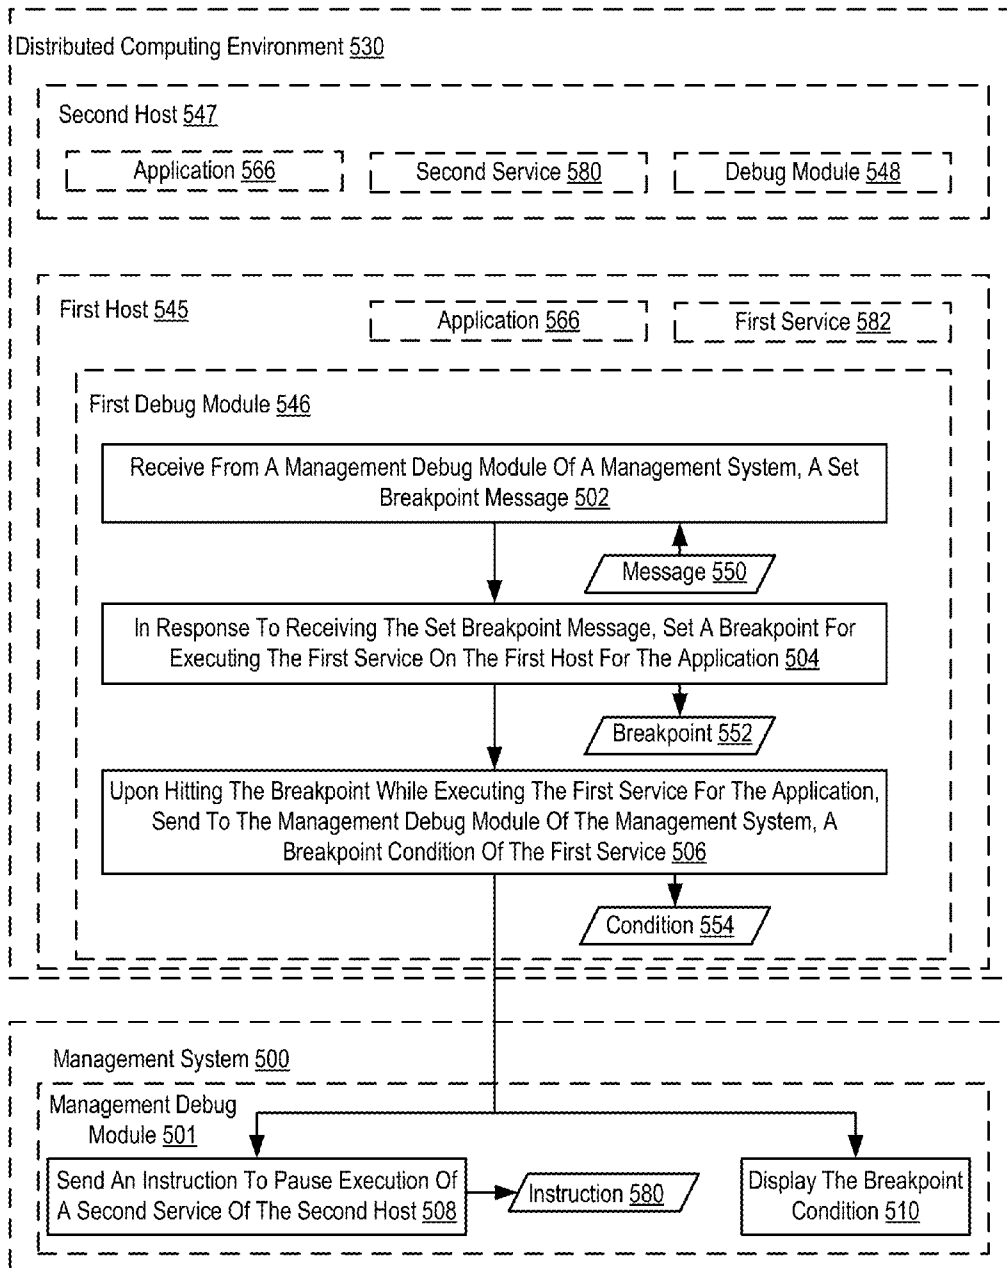 Distributed Computing Environment 530
Second Host 547
Application 566
Second Service 580
Debug Module 548
First Host 545
Application 566
First Service 582
First Debug Module 546
Receive From A Management Debug Module Of A Management System, A Set
Breakpoint Message 502
Message 550
In Response To Receiving The Set Breakpoint Message, Set A Breakpoint For
Executing The First Service On The First Host For The Application 504
Breakpoint 552
Upon Hitting The Breakpoint While Executing The First Service For The Application,
Send To The Management Debug Module Of The Management System, A
Breakpoint Condition Of The First Service 506
Condition 554
Management System 500
Management Debug
Module 501
Send An Instruction To Pause Execution Of
A Second Service Of The Second Host 508
Instruction 580
Display The Breakpoint
Condition 510